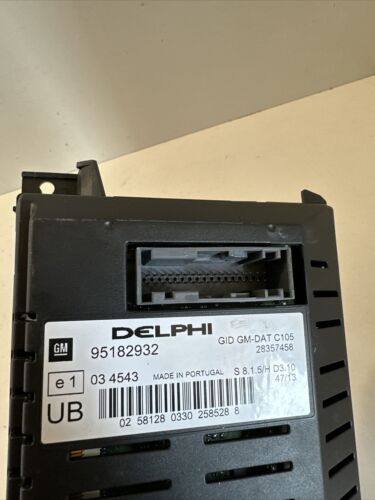 DELPHI
GID GM-DAT C105
GM
95182932
28357458
e1
03 4543
MADE IN PORTUGAL
S 8.1.5/H D3.10
47/13
UB
02 58128 0330 258528 8